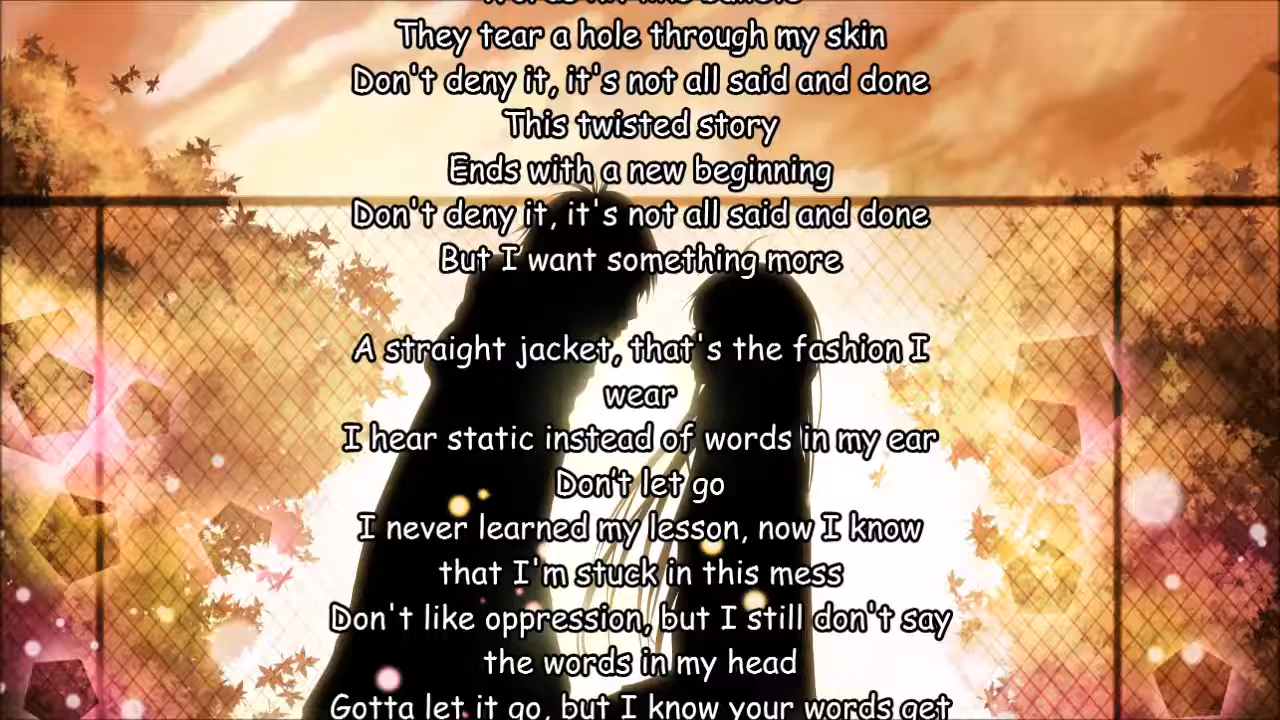 They tear a hole through my skin
Don't deny it, it's not all said and done
This twisted story
Ends with a new beginning
Don't deny it, it's not all said and done
But I want something more
A straight jacket, that's the fashion I
wear
I hear static instead of words in my ear
Don't let go
I never learned my lesson, now I know
that I'm stuck in this mess
Don't like oppression, but I still don't say
the words in my head
Gotta let it go, but I know your words get